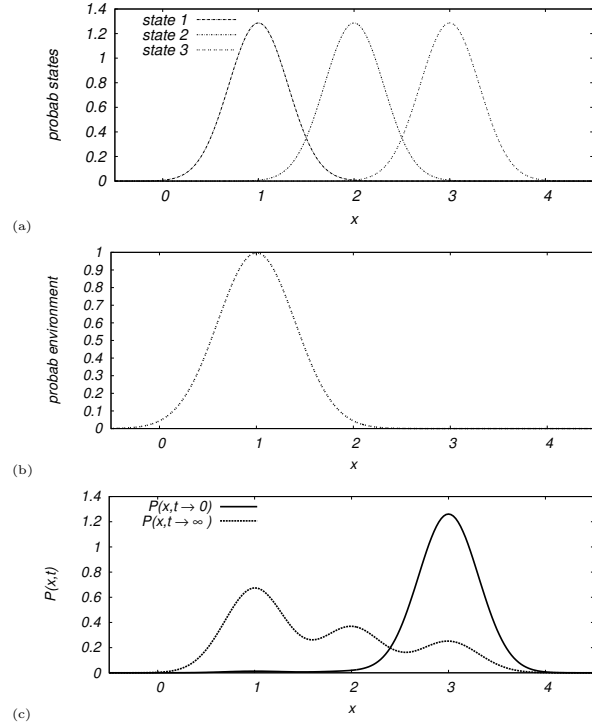 1.4
1.2
1
0.8
0.6
0.4
0.2
0
probab states
state 1
state 2
state 3
0 1 2 3 4
x
(a)
1
0.9
0.8
0.7
0.6
0.5
0.4
0.3
0.2
0.1
0
probab environment
0 1 2 3 4
x
(b)
1.4
1.2
1
0.8
0.6
0.4
0.2
0
P(x,t)
P(x,t→ 0)
P(x,t→ ∞ )
0 1 2 3 4
x
(c)